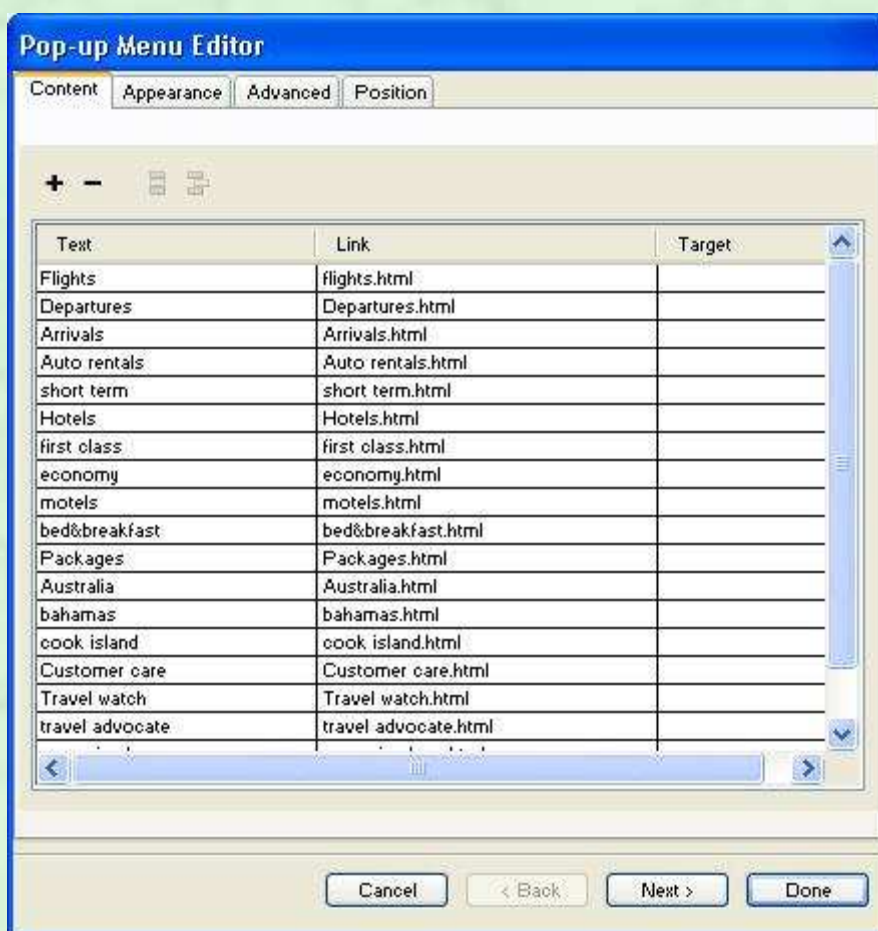 Pop-up Menu Editor
Content Appearance Advanced Position
+ −
Text Link Target
Flights flights.html
Departures Departures.html
Arrivals Arrivals.html
Auto rentals Auto rentals.html
short term short term.html
Hotels Hotels.html
first class first class.html
economy economy.html
motels motels.html
bed&breakfast bed&breakfast.html
Packages Packages.html
Australia Australia.html
bahamas bahamas.html
cook island cook island.html
Customer care Customer care.html
Travel watch Travel watch.html
travel advocate travel advocate.html
Cancel < Back Next > Done